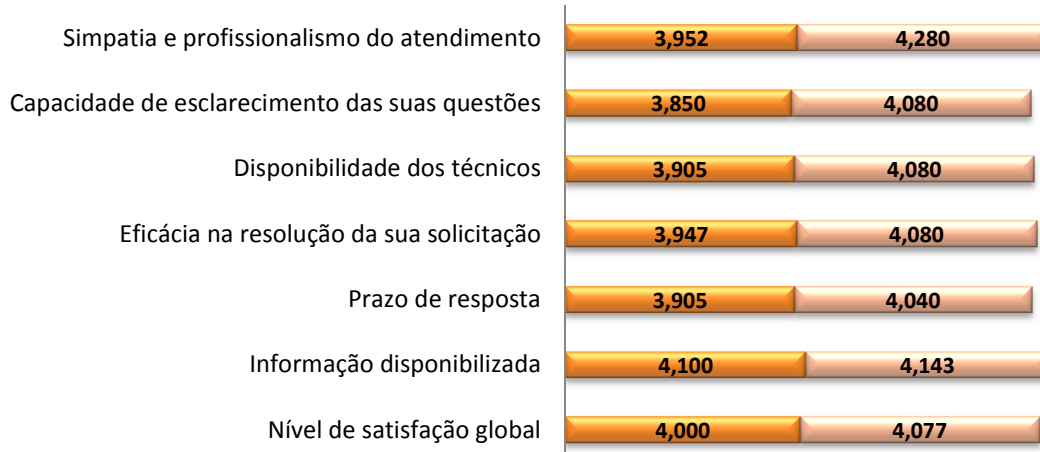 Simpatia e profissionalismo do atendimento 3,952 4,280
Capacidade de esclarecimento das suas questões 3,850 4,080
Disponibilidade dos técnicos 3,905 4,080
Eficácia na resolução da sua solicitação 3,947 4,080
Prazo de resposta 3,905 4,040
Informação disponibilizada 4,100 4,143
Nível de satisfação global 4,000 4,077